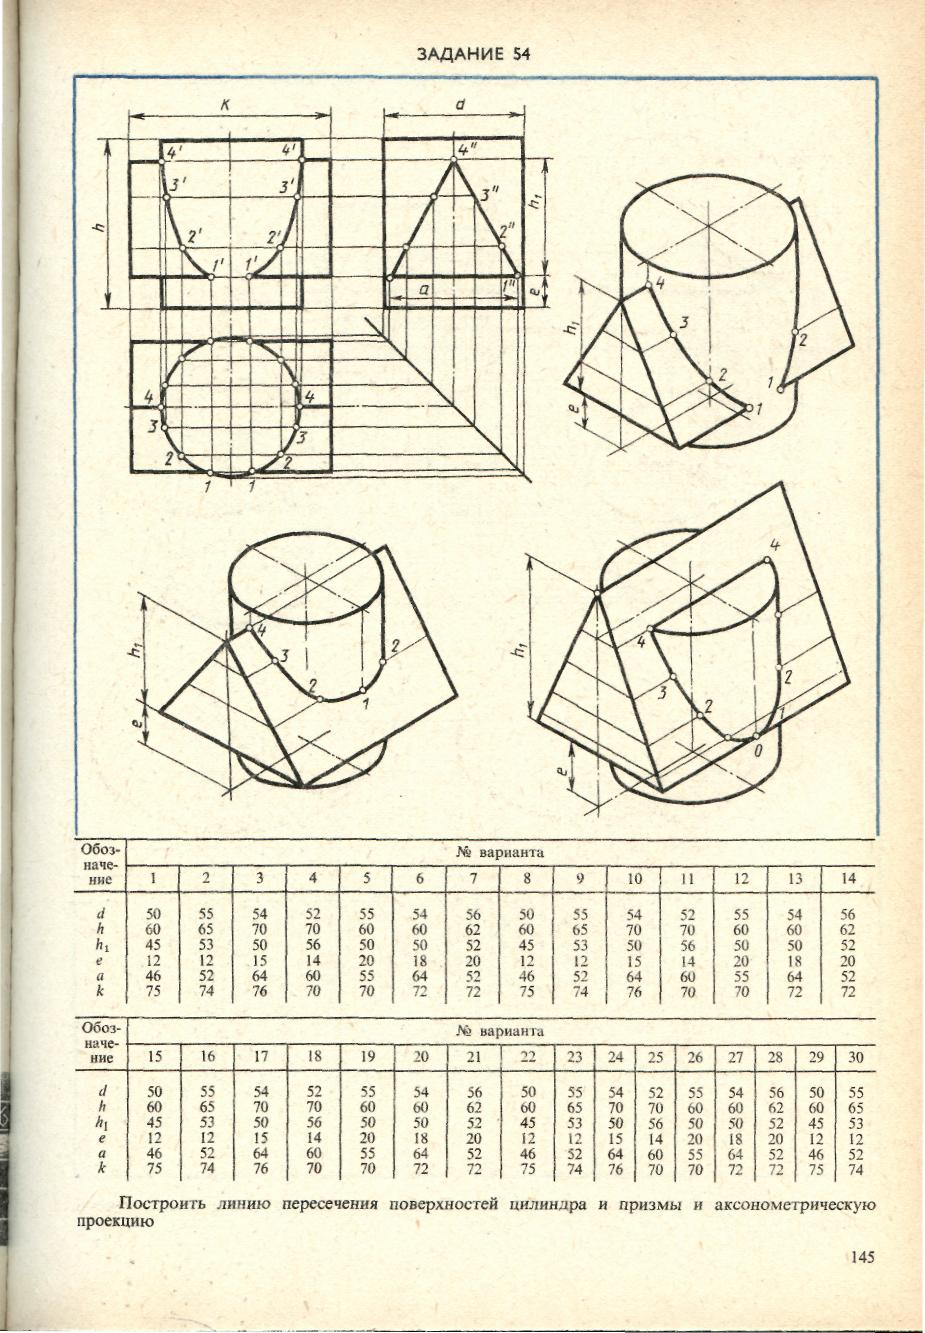 ЗАДАНИЕ 54
K
d
h
4' 4' 4"
3' 3' 3"
2' 2' 2"
1' 1' 1"
h₁
a
e
4 4
3 3
2 2
1 1
h₁
e
4
3
2
1
2
1
h₁
e
4
3
2
1
2
h₁
e
4
4
3
2
2
1
0
Обоз-
наче-
ние
№ варианта
1 2 3 4 5 6 7 8 9 10 11 12 13 14
d 50 55 54 52 55 54 56 50 55 54 52 55 54 56
h 60 65 70 70 60 60 62 60 65 70 70 60 60 62
h₁ 45 53 50 56 50 50 52 45 53 50 56 50 50 52
e 12 12 15 14 20 18 20 12 12 15 14 20 18 20
a 46 52 64 60 55 64 52 46 52 64 60 55 64 52
k 75 74 76 70 70 72 72 75 74 76 70 70 72 72
Обоз-
наче-
ние
№ варианта
15 16 17 18 19 20 21 22 23 24 25 26 27 28 29 30
d 50 55 54 52 55 54 56 50 55 54 52 55 54 56 50 55
h 60 65 70 70 60 60 62 60 65 70 70 60 60 62 60 65
h₁ 45 53 50 56 50 50 52 45 53 50 56 50 50 52 45 53
e 12 12 15 14 20 18 20 12 12 15 14 20 18 20 12 12
a 46 52 64 60 55 64 52 46 52 64 60 55 64 52 46 52
k 75 74 76 70 70 72 72 75 74 76 70 70 72 72 75 74
Построить линию пересечения поверхностей цилиндра и призмы и аксонометрическую
проекцию
145